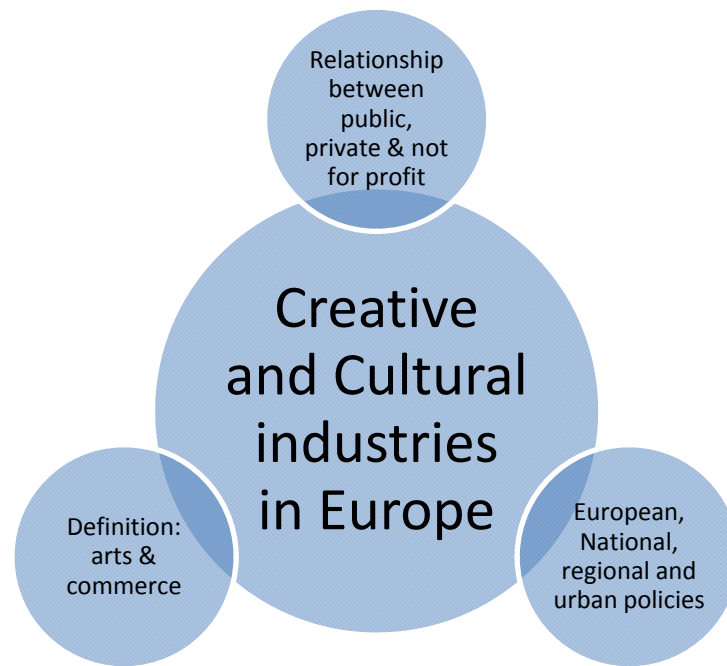 Relationship
between
public,
private & not
for profit
Creative
and Cultural
industries
in Europe
Definition:
arts &
commerce
European,
National,
regional and
urban policies